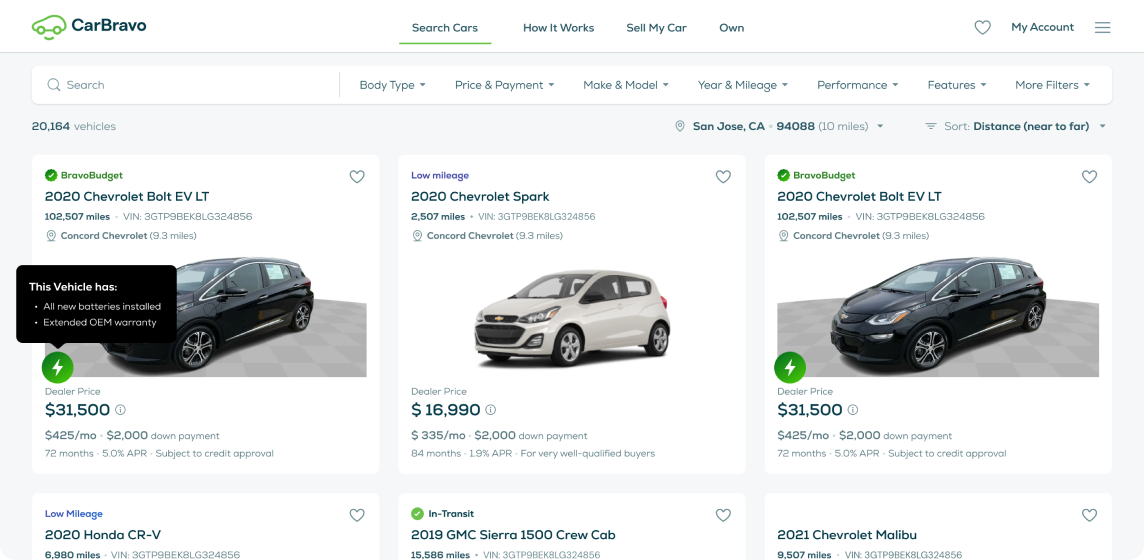 CarBravo
Search Cars
How It Works
Sell My Car
Own
My Account
Search
Body Type
Price & Payment
Make & Model
Year & Mileage
Performance
Features
More Filters
20,164 vehicles
San Jose, CA • 94088 (10 miles)
Sort: Distance (near to far)
BravoBudget
2020 Chevrolet Bolt EV LT
102,507 miles · VIN: 3GTP9BEK8LG324856
Concord Chevrolet (9.3 miles)
This Vehicle has:
• All new batteries installed
• Extended OEM warranty
Dealer Price
$31,500
$425/mo · $2,000 down payment
72 months · 5.0% APR · Subject to credit approval
Low mileage
2020 Chevrolet Spark
2,507 miles • VIN: 3GTP9BEK8LG324856
Concord Chevrolet (9.3 miles)
Dealer Price
$ 16,990
$ 335/mo · $2,000 down payment
84 months · 1.9% APR · For very well-qualified buyers
BravoBudget
2020 Chevrolet Bolt EV LT
102,507 miles · VIN: 3GTP9BEK8LG324856
Concord Chevrolet (9.3 miles)
Dealer Price
$31,500
$425/mo · $2,000 down payment
72 months · 5.0% APR · Subject to credit approval
Low Mileage
2020 Honda CR-V
6,980 miles · VIN: 3GTP9BEK8LG324856
In-Transit
2019 GMC Sierra 1500 Crew Cab
15,586 miles • VIN: 3GTP9BEK8LG324856
2021 Chevrolet Malibu
9,507 miles • VIN: 3GTP9BEK8LG324856